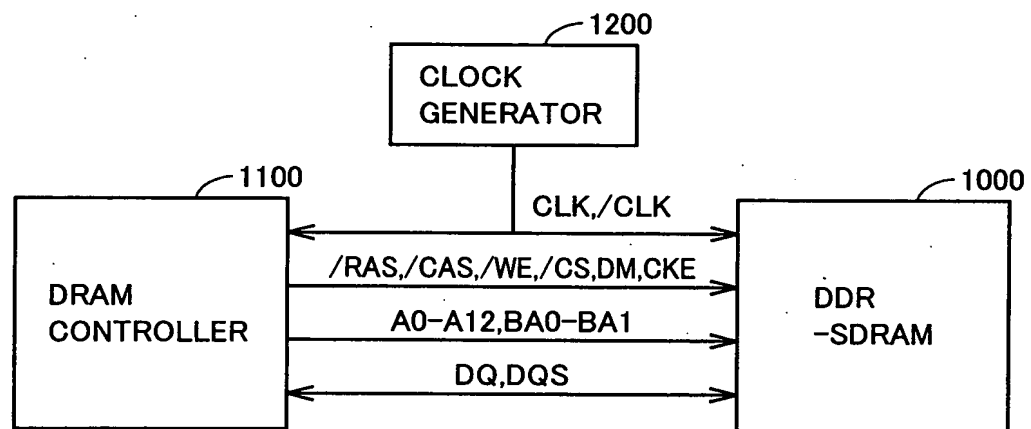 1200
CLOCK
GENERATOR
1100
1000
CLK,/CLK
/RAS,/CAS,/WE,/CS,DM,CKE
DRAM
CONTROLLER
DDR
-SDRAM
A0-A12,BA0-BA1
DQ,DQS